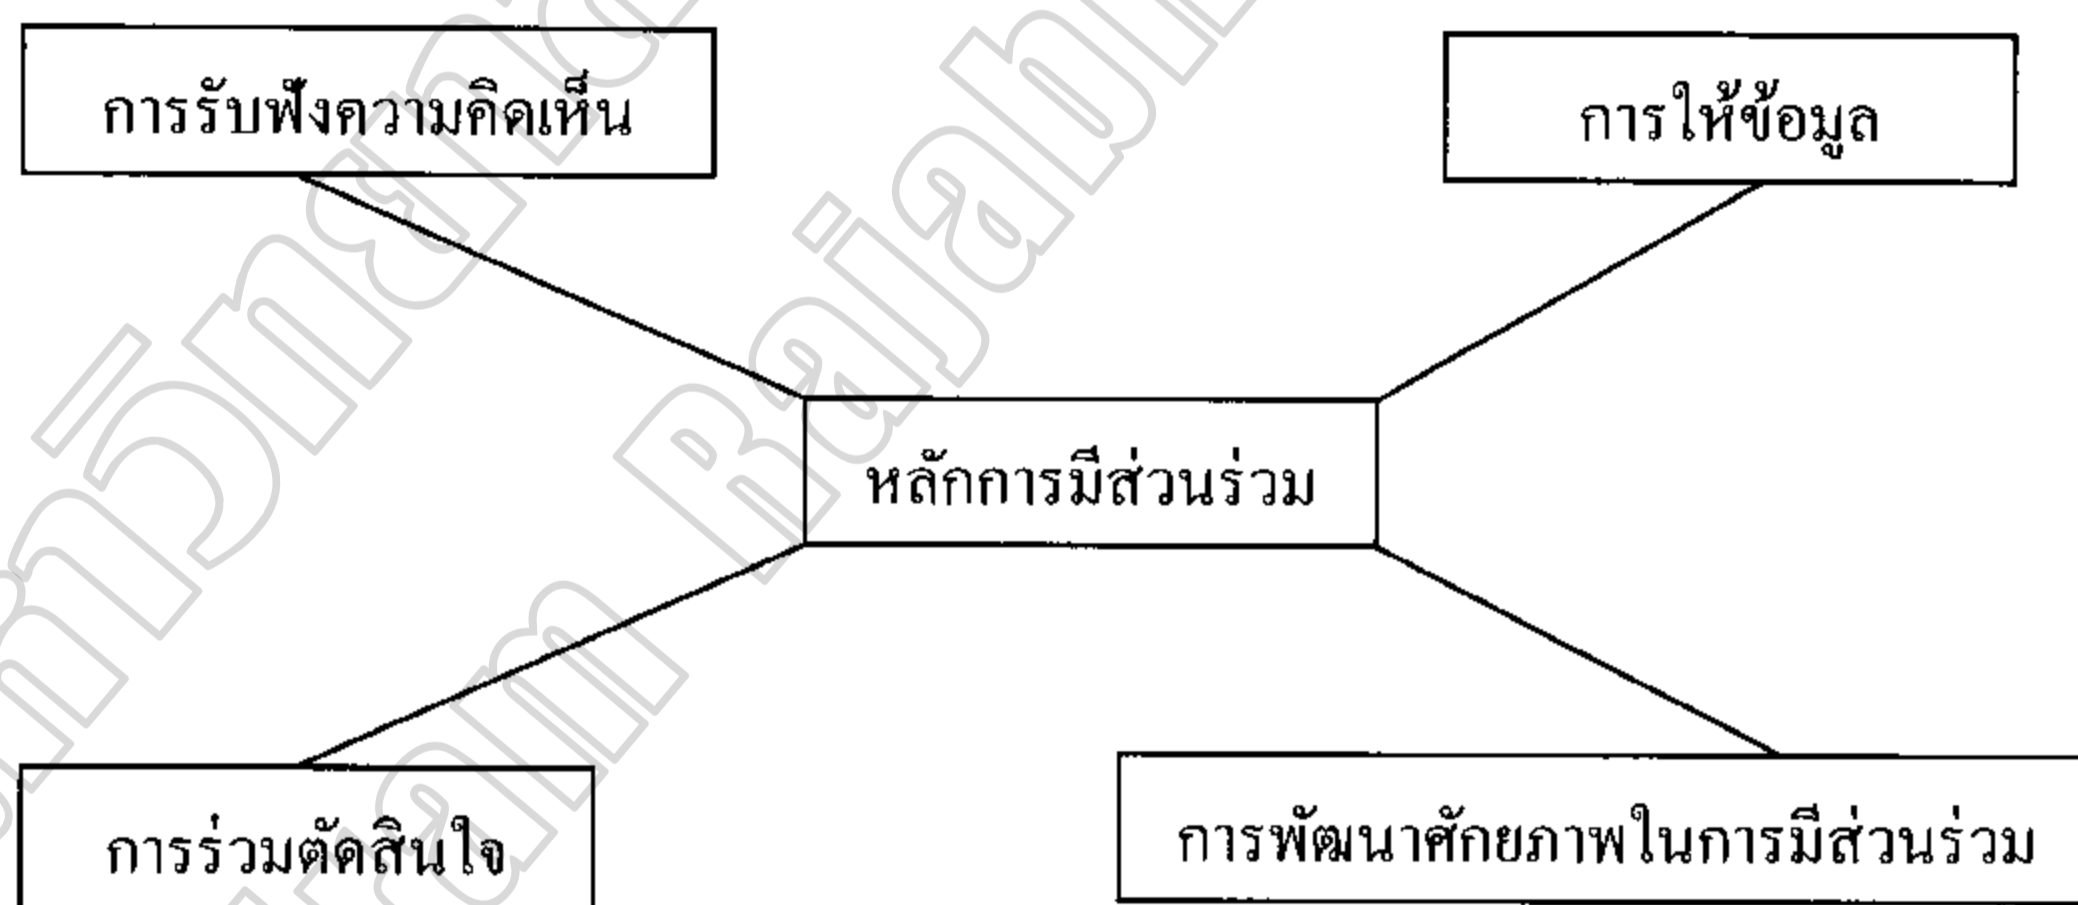 การรับฟังความคิดเห็น
การให้ข้อมูล
หลักการมีส่วนร่วม
การร่วมตัดสินใจ
การพัฒนาศักยภาพในการมีส่วนร่วม